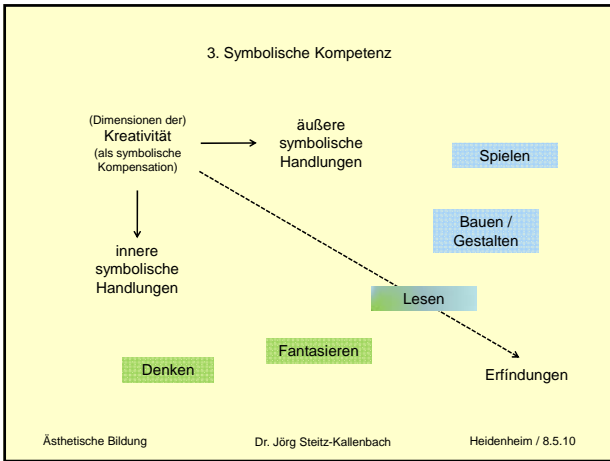 3. Symbolische Kompetenz
(Dimensionen der)
Kreativität
(als symbolische
Kompensation)
äußere
symbolische
Handlungen
Spielen
Bauen /
Gestalten
innere
symbolische
Handlungen
Lesen
Fantasieren
Denken
Erfindungen
Ästhetische Bildung
Dr. Jörg Steitz-Kallenbach
Heidenheim / 8.5.10